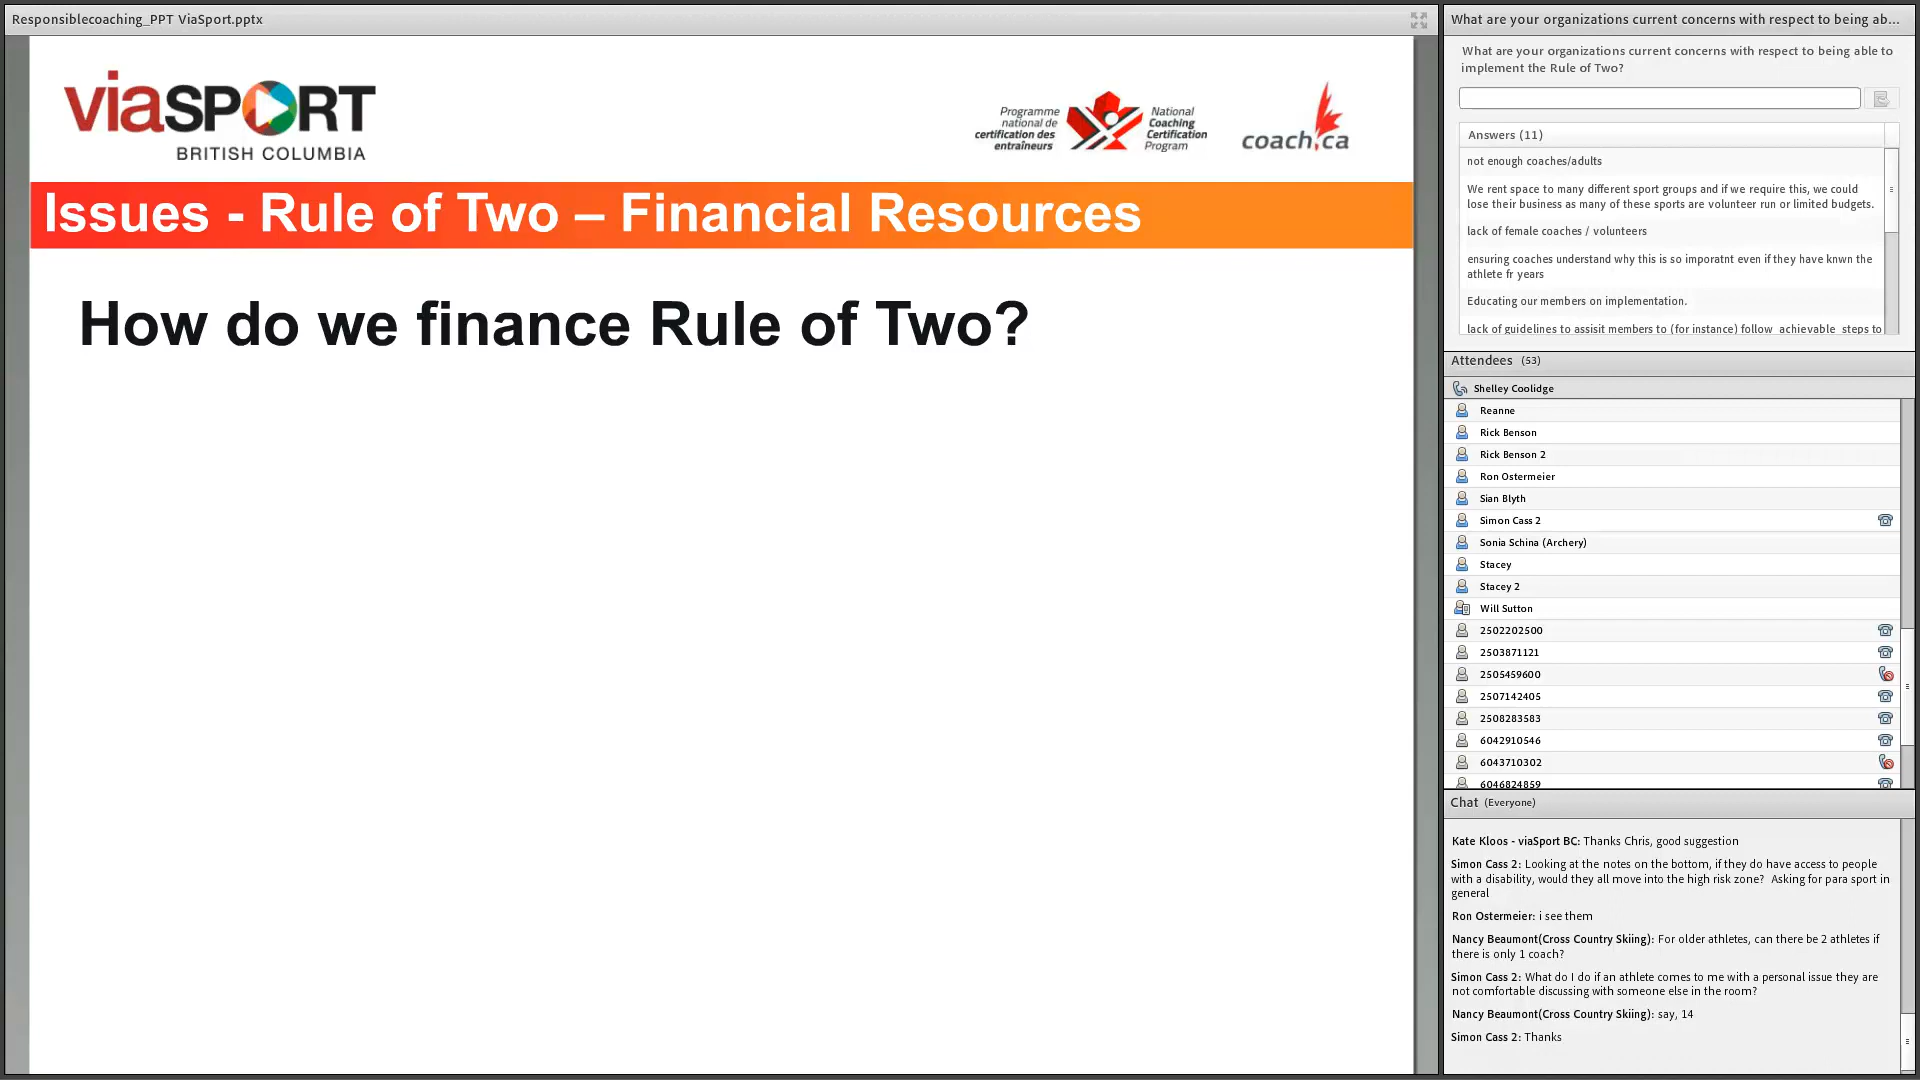 Responsiblecoaching_PPT ViaSport.pptx
viaSPORT
BRITISH COLUMBIA
Programme
national de
certification des
entraîneurs
National
Coaching
Certification
Program
coach.ca
Issues - Rule of Two – Financial Resources
How do we finance Rule of Two?
What are your organizations current concerns with respect to being ab...
What are your organizations current concerns with respect to being able to
implement the Rule of Two?
Answers (11)
not enough coaches/adults
We rent space to many different sport groups and if we require this, we could
lose their business as many of these sports are volunteer run or limited budgets.
lack of female coaches / volunteers
ensuring coaches understand why this is so imporatnt even if they have knwn the
athlete fr years
Educating our members on implementation.
lack of guidelines to assisit members to (for instance) follow achievable steps to
Attendees (53)
Shelley Coolidge
Reanne
Rick Benson
Rick Benson 2
Ron Ostermeier
Sian Blyth
Simon Cass 2
Sonia Schina (Archery)
Stacey
Stacey 2
Will Sutton
2502202500
2503871121
2505459600
2507142405
2508283583
6042910546
6043710302
6046824859
Chat (Everyone)
Kate Kloos - viaSport BC: Thanks Chris, good suggestion
Simon Cass 2: Looking at the notes on the bottom, if they do have access to people
with a disability, would they all move into the high risk zone? Asking for para sport in
general
Ron Ostermeier: i see them
Nancy Beaumont(Cross Country Skiing): For older athletes, can there be 2 athletes if
there is only 1 coach?
Simon Cass 2: What do I do if an athlete comes to me with a personal issue they are
not comfortable discussing with someone else in the room?
Nancy Beaumont(Cross Country Skiing): say, 14
Simon Cass 2: Thanks